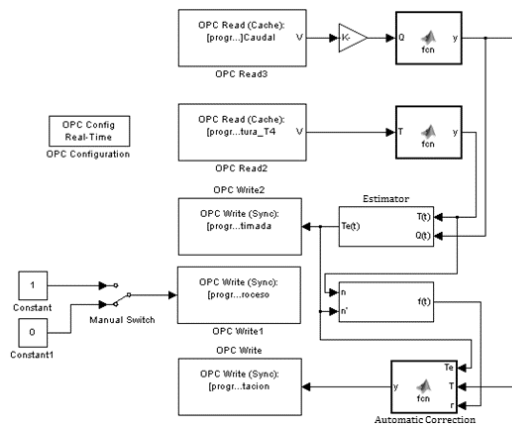 OPC Read (Cache):
[progr...]Caudal
V
OPC Read3
K-
Q
fcn
y
OPC Config
Real-Time
OPC Configuration
OPC Read (Cache):
[progr...tura_T4
V
OPC Read2
T
fcn
y
OPC Write2
OPC Write (Sync):
[progr...timada
Estimator
Te(t)
T(t)
Q(t)
1
Constant
0
Constant1
Manual Switch
OPC Write (Sync):
[progr...roceso
OPC Write1
n
n'
f(t)
OPC Write
OPC Write (Sync):
[progr...tacion
y
fcn
Te
T
r
Automatic Correction